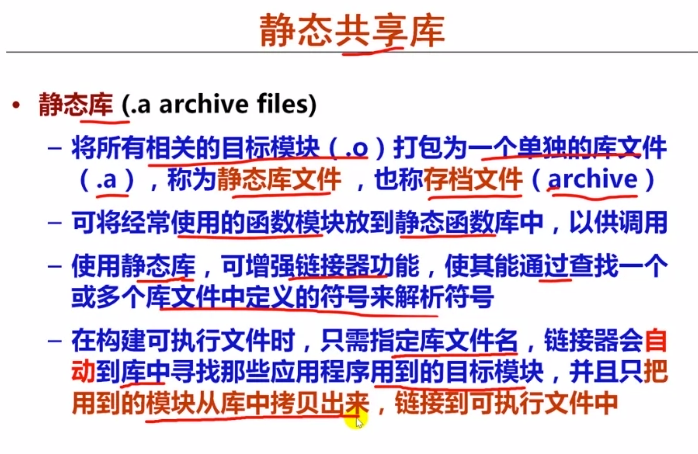 静态共享库
• 静态库 (.a archive files)
– 将所有相关的目标模块（.o）打包为一个单独的库文件
（.a），称为静态库文件 ，也称存档文件（archive）
– 可将经常使用的函数模块放到静态函数库中，以供调用
– 使用静态库，可增强链接器功能，使其能通过查找一个
或多个库文件中定义的符号来解析符号
– 在构建可执行文件时，只需指定库文件名，链接器会自
动到库中寻找那些应用程序用到的目标模块，并且只把
用到的模块从库中拷贝出来，链接到可执行文件中